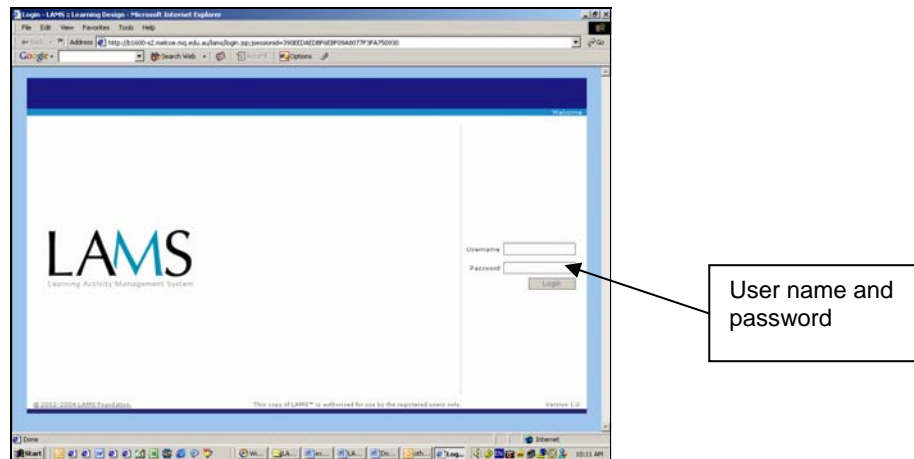 Login - LAMS :: Learning Design - Microsoft Internet Explorer
File Edit View Favorites Tools Help
Address
Go
Google
Search Web
Options
Welcome
LAMS
Learning Activity Management System
Username
Password
Login
User name and
password
© 2002-2004 LAMS Foundation.
This copy of LAMS™ is authorised for use by the registered users only.
Version 1.0
Done
Internet
Start
10:11 AM